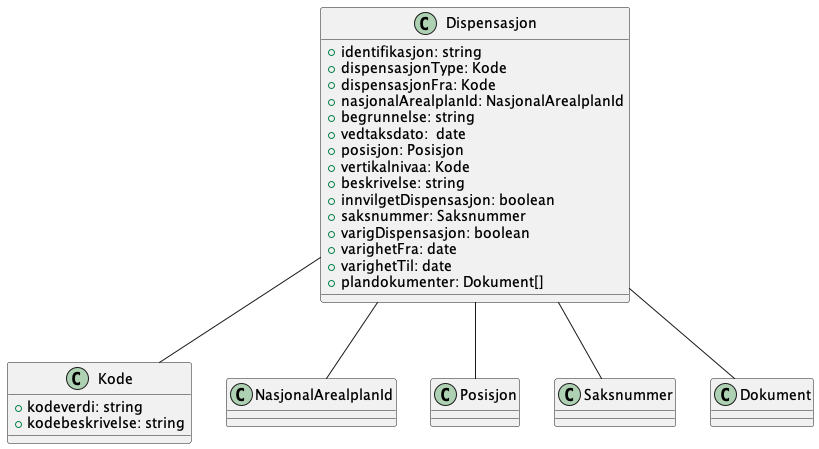 C Dispensasjon
identifikasjon: string
dispensasjonType: Kode
dispensasjonFra: Kode
nasjonalArealplanId: NasjonalArealplanId
begrunnelse: string
vedtaksdato:  date
posisjon: Posisjon
vertikalnivaa: Kode
beskrivelse: string
innvilgetDispensasjon: boolean
saksnummer: Saksnummer
varigDispensasjon: boolean
varighetFra: date
varighetTil: date
plandokumenter: Dokument[]
C Kode
kodeverdi: string
kodebeskrivelse: string
C NasjonalArealplanId
C Posisjon
C Saksnummer
C Dokument